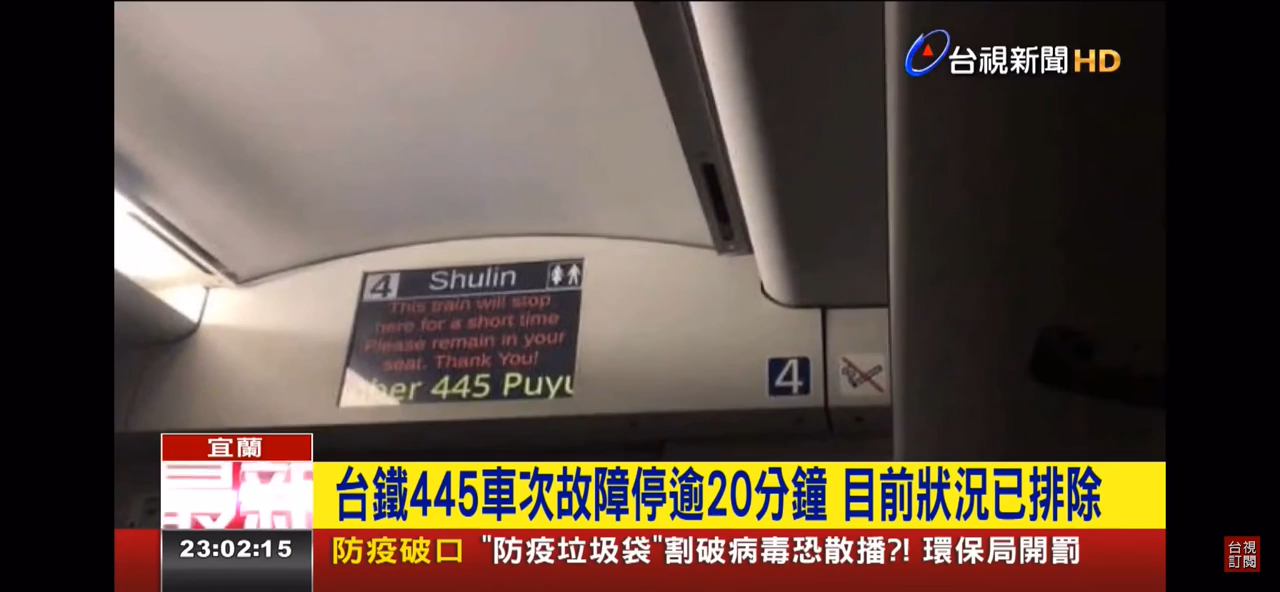 台視新聞HD
4 Shulin
This train will stop
here for a short time
Please remain in your
seat. Thank You!
ber 445 Puyu
4
宜蘭
最新
台鐵445車次故障停逾20分鐘 目前狀況已排除
23:02:15
防疫破口 "防疫垃圾袋"割破病毒恐散播?! 環保局開罰
台視
訂閱